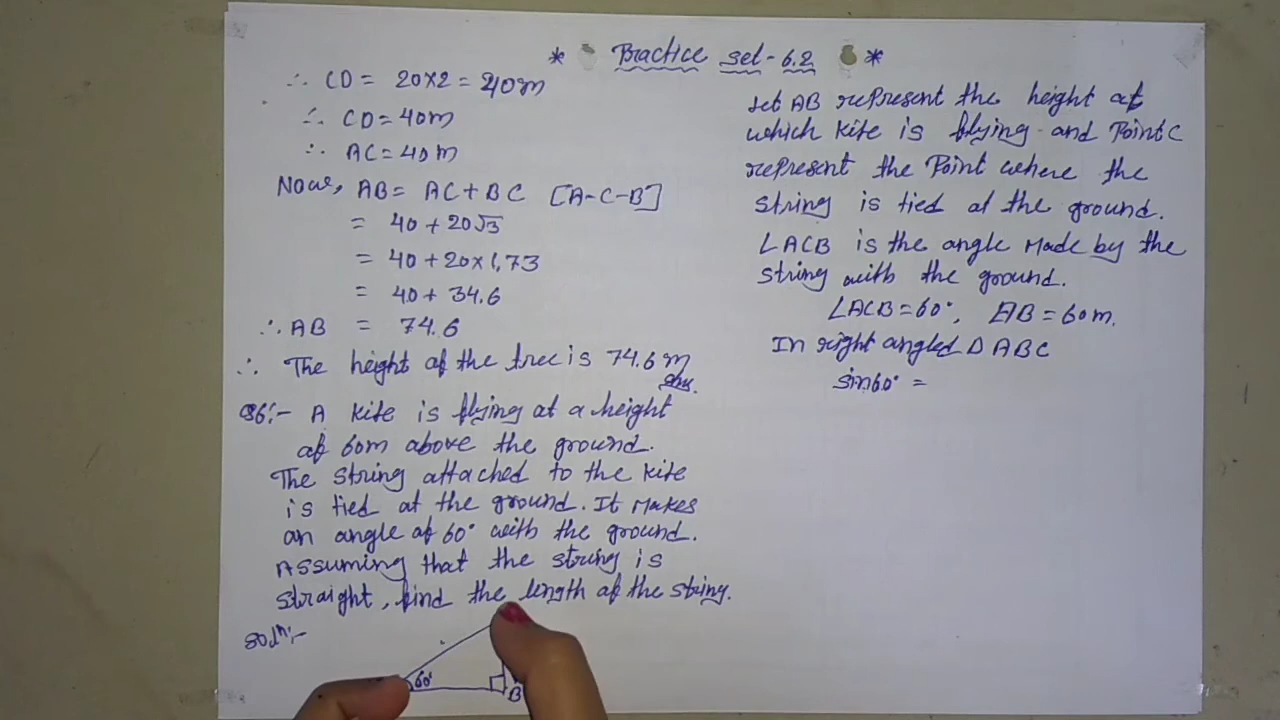 * Practice set-6.2 *
∴ CD = 20×2 = 40m
∴ CD = 40m
∴ AC = 40m
Now, AB = AC + BC [A-C-B]
= 40 + 20√3
= 40 + 20×1.73
= 40 + 34.6
∴ AB = 74.6
∴ The height of the tree is 74.6 m
Ans.
Q6:- A kite is flying at a height
of 60m above the ground.
The string attached to the kite
is tied at the ground. It makes
an angle of 60° with the ground.
Assuming that the string is
straight, find the length of the string.
Solⁿ:-
60°
B
Let AB represent the height at
which kite is flying and Point C
represent the Point where the
string is tied at the ground.
∠ACB is the angle Made by the
string with the ground.
∠ACB = 60°, AB = 60m.
In right angled Δ ABC
sin60° =